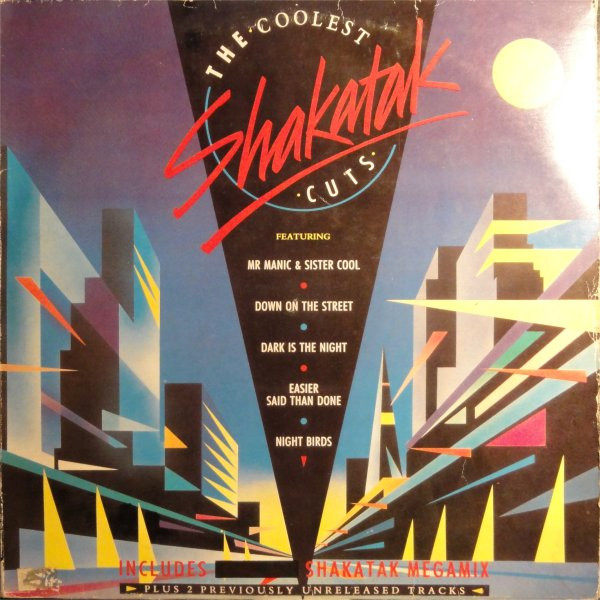 THE · COOLEST
Shakatak
· CUTS ·
FEATURING
MR MANIC & SISTER COOL
DOWN ON THE STREET
DARK IS THE NIGHT
EASIER
SAID THAN DONE
NIGHT BIRDS
INCLUDES SHAKATAK MEGAMIX
PLUS 2 PREVIOUSLY UNRELEASED TRACKS